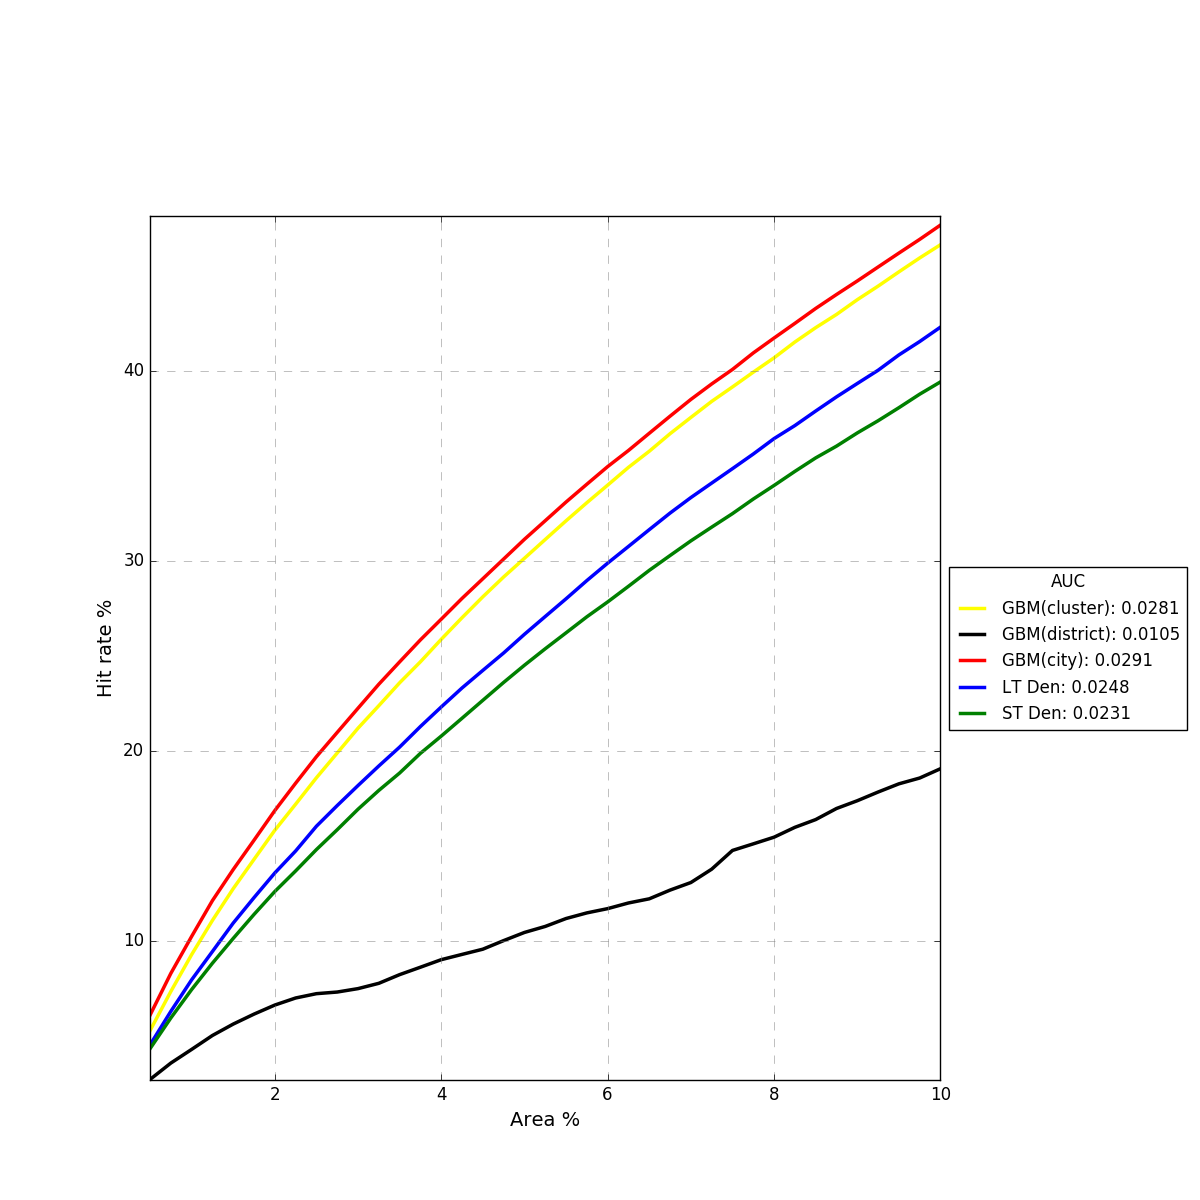 40
30
20
10
Hit rate %
2 4 6 8 10
Area %
AUC
GBM(cluster): 0.0281
GBM(district): 0.0105
GBM(city): 0.0291
LT Den: 0.0248
ST Den: 0.0231